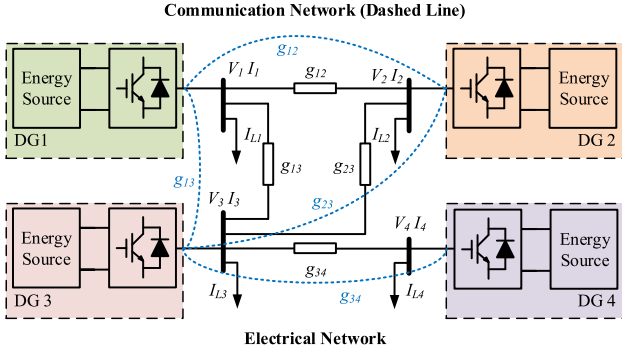 Communication Network (Dashed Line)
g12
Energy Source
DG1
V1 I1
g12
V2 I2
Energy Source
DG 2
IL1
IL2
g13
g13
g23
g23
V3 I3
V4 I4
Energy Source
DG 3
g34
g34
IL3
IL4
Energy Source
DG 4
Electrical Network